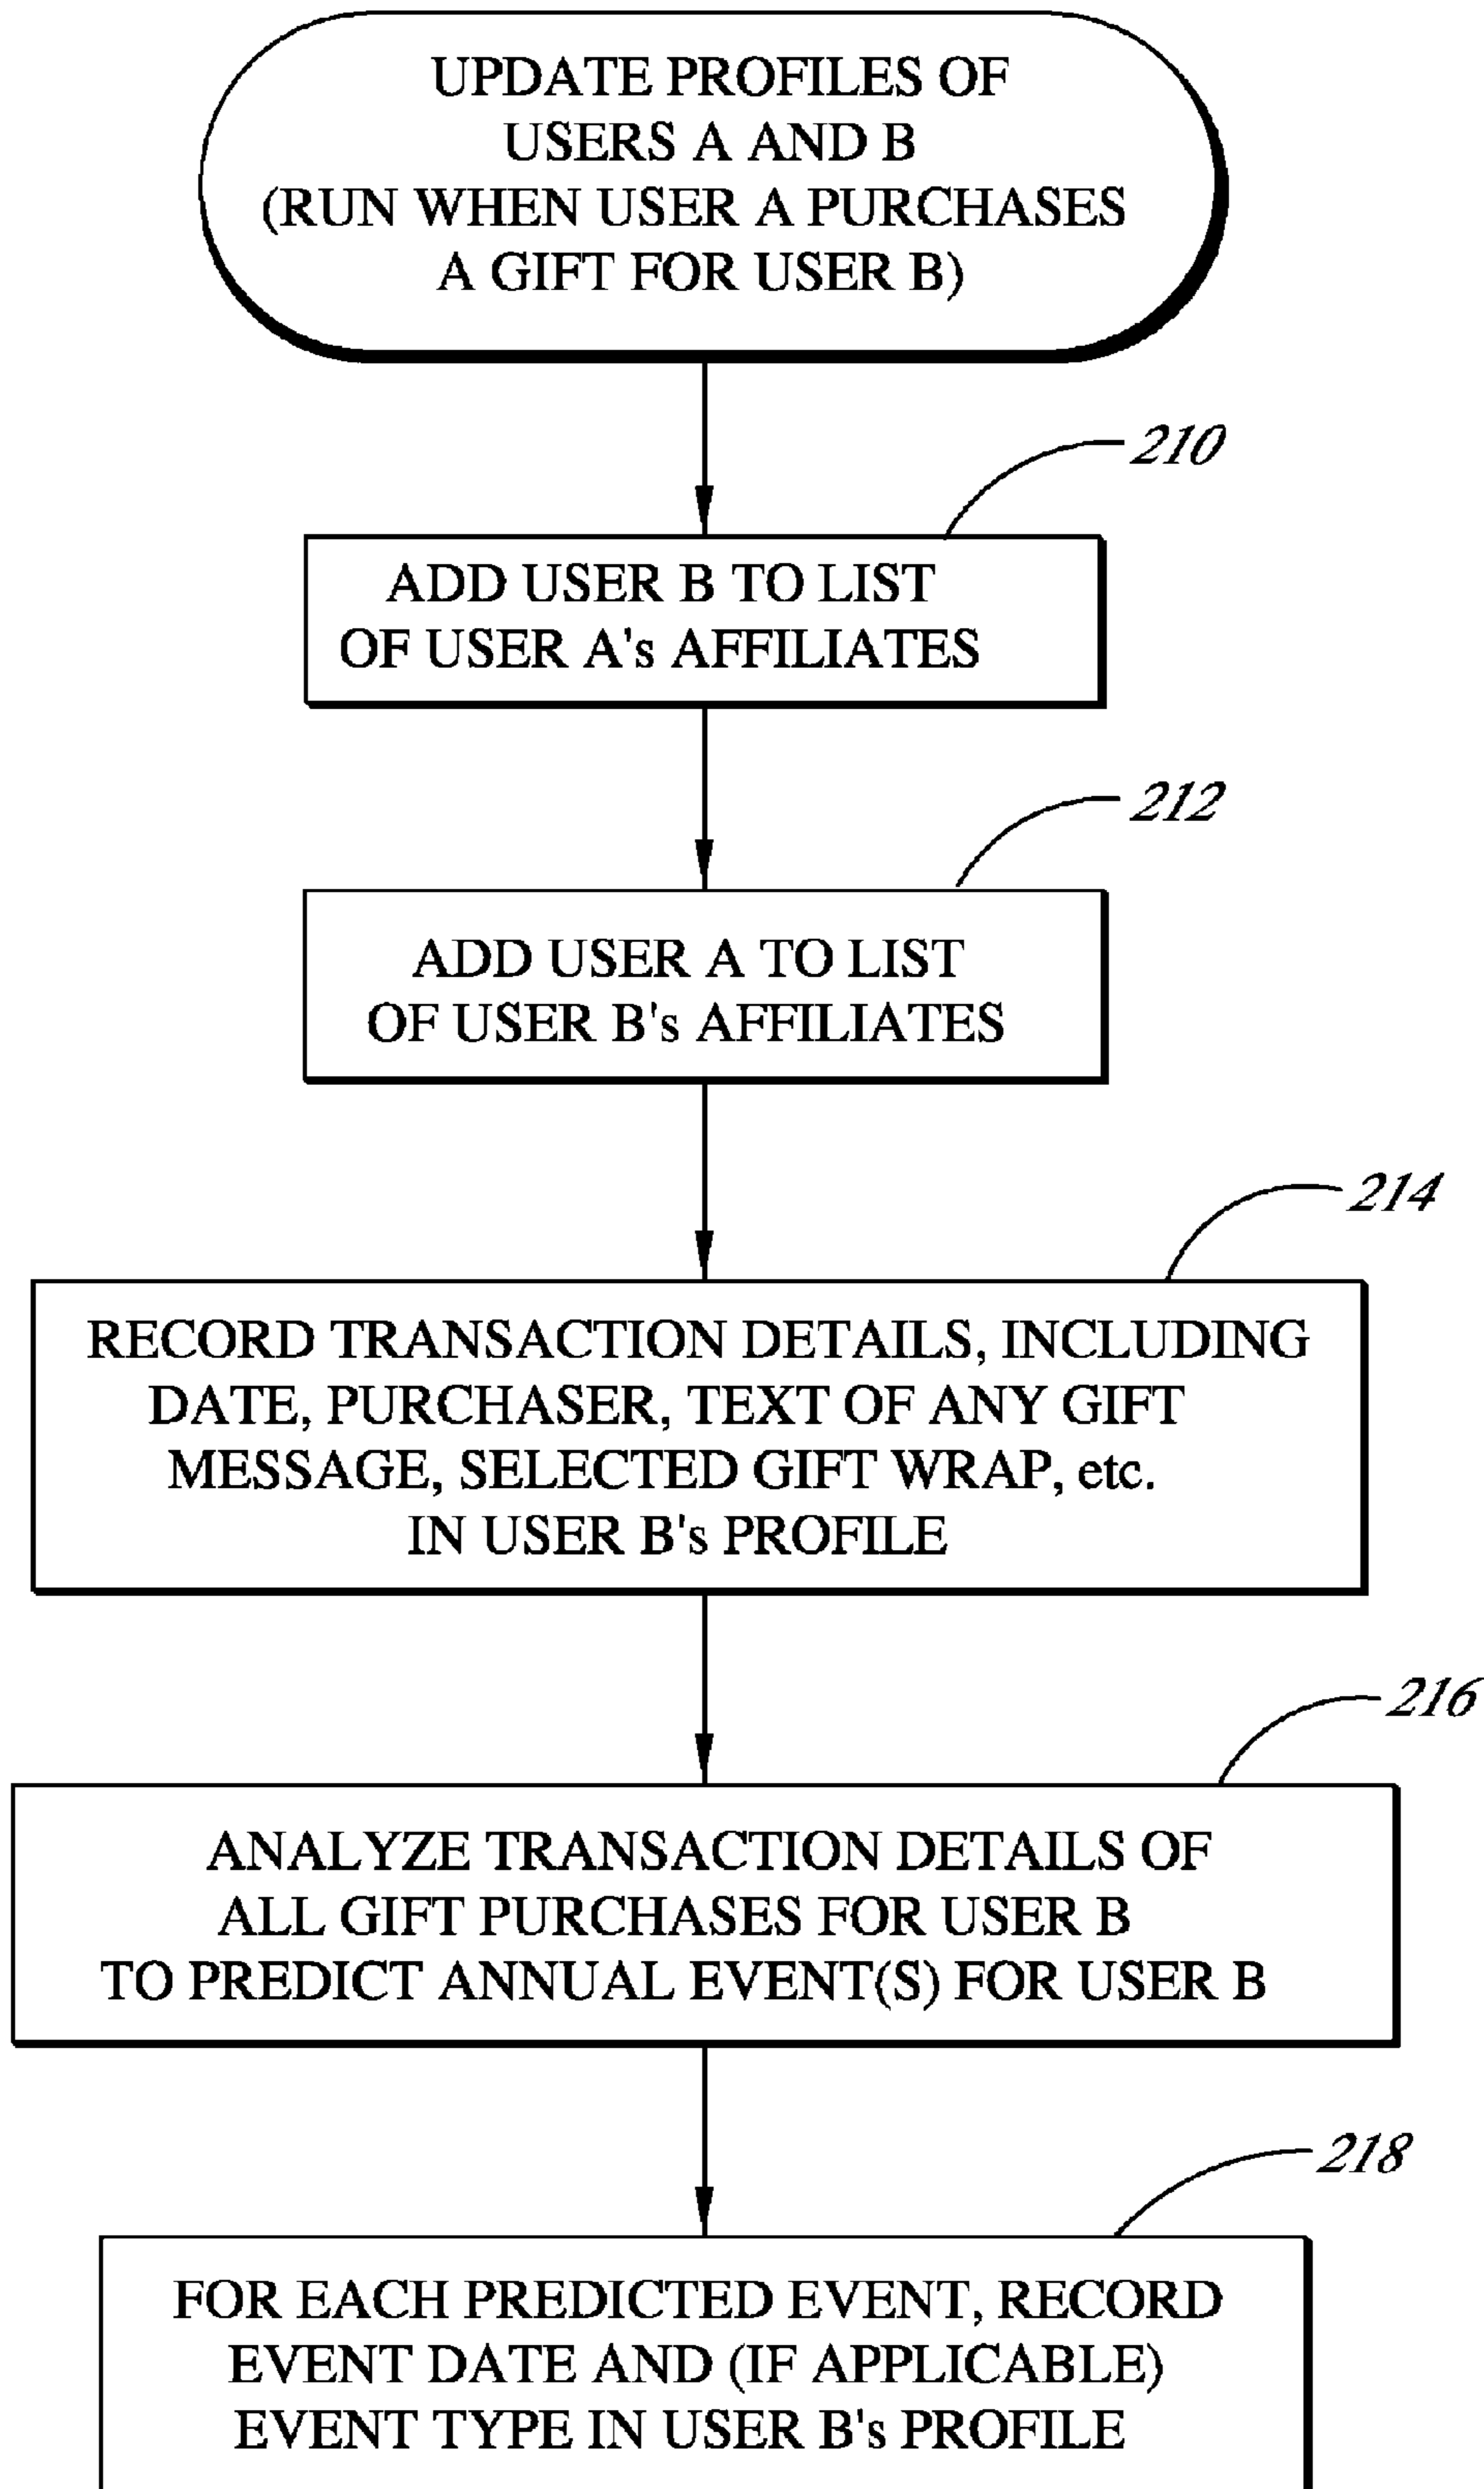 UPDATE PROFILES OF
USERS A AND B
(RUN WHEN USER A PURCHASES
A GIFT FOR USER B)
210
ADD USER B TO LIST
OF USER A's AFFILIATES
212
ADD USER A TO LIST
OF USER B's AFFILIATES
214
RECORD TRANSACTION DETAILS, INCLUDING
DATE, PURCHASER, TEXT OF ANY GIFT
MESSAGE, SELECTED GIFT WRAP, etc.
IN USER B's PROFILE
216
ANALYZE TRANSACTION DETAILS OF
ALL GIFT PURCHASES FOR USER B
TO PREDICT ANNUAL EVENT(S) FOR USER B
218
FOR EACH PREDICTED EVENT, RECORD
EVENT DATE AND (IF APPLICABLE)
EVENT TYPE IN USER B's PROFILE